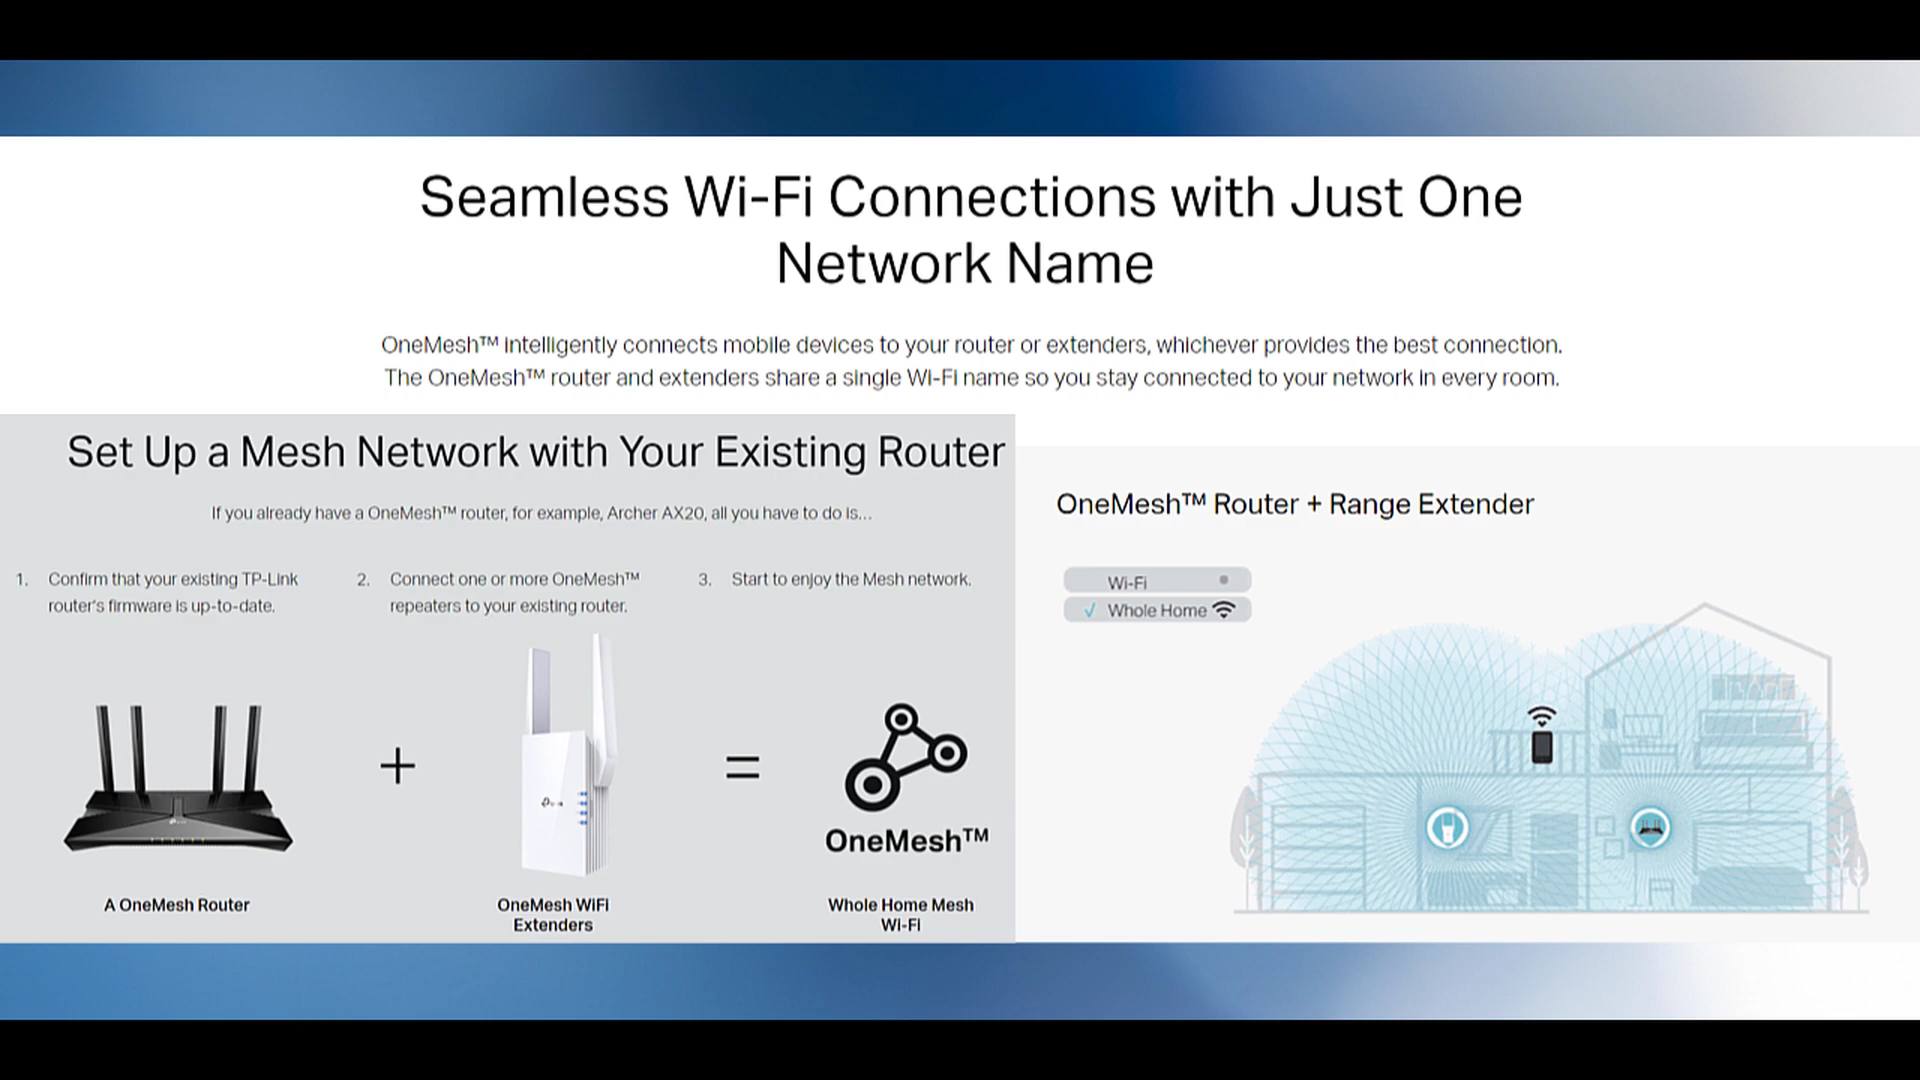 Seamless Wi-Fi Connections with Just One
Network Name
OneMesh™ intelligently connects mobile devices to your router or extenders, whichever provides the best connection.
The OneMesh™ router and extenders share a single Wi-Fi name so you stay connected to your network in every room.
Set Up a Mesh Network with Your Existing Router
If you already have a OneMesh™ router, for example, Archer AX20, all you have to do is...
1. Confirm that your existing TP-Link
router's firmware is up-to-date.
2. Connect one or more OneMesh™
repeaters to your existing router.
3. Start to enjoy the Mesh network.
+
=
OneMesh™
A OneMesh Router
OneMesh WiFi
Extenders
Whole Home Mesh
Wi-Fi
OneMesh™ Router + Range Extender
Wi-Fi
✓ Whole Home